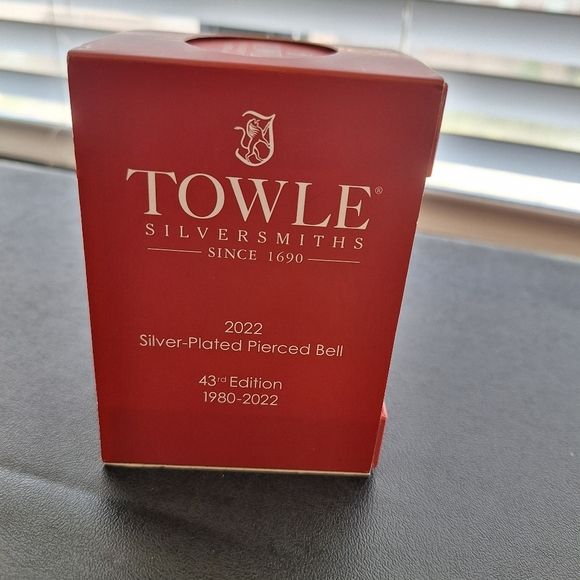 TOWLE®
SILVERSMITHS
SINCE 1690
2022
Silver-Plated Pierced Bell
43rd Edition
1980-2022